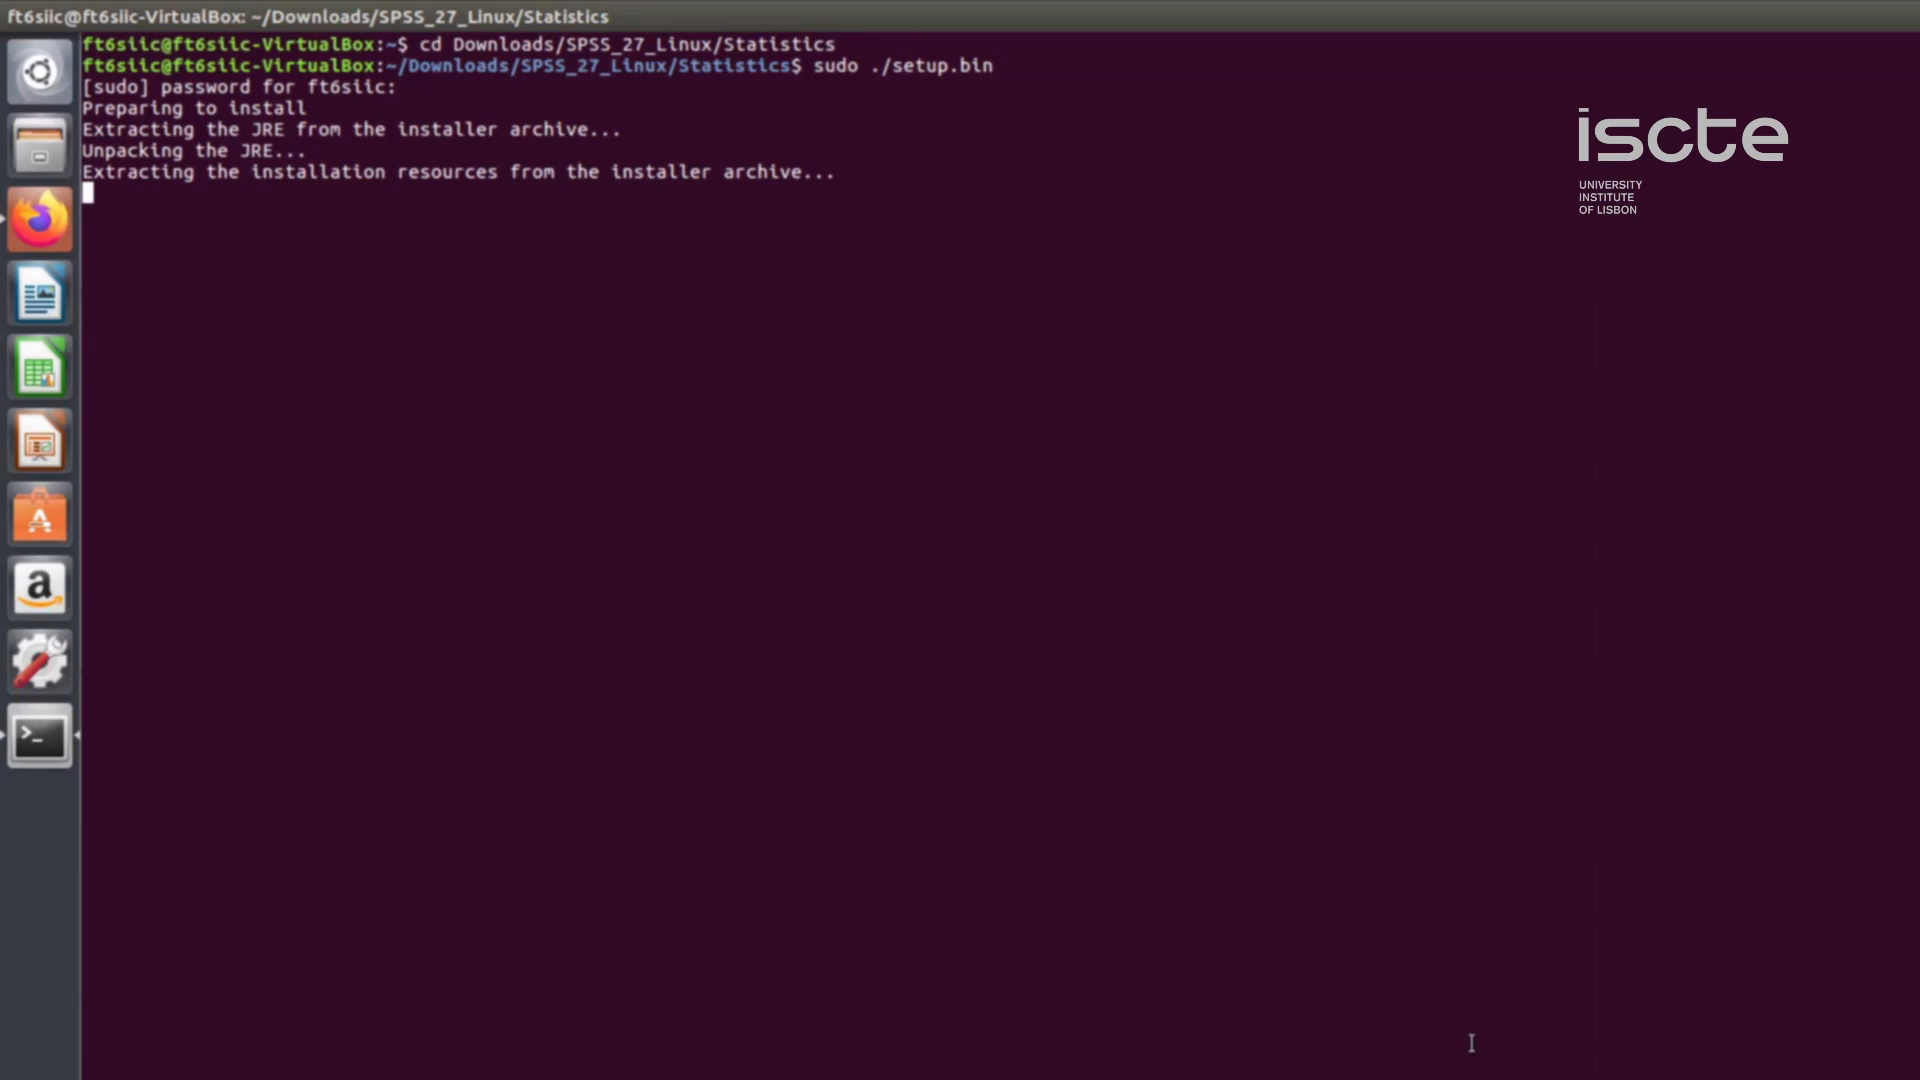 ft6siic@ft6siic-VirtualBox: ~/Downloads/SPSS_27_Linux/Statistics
ft6siic@ft6siic-VirtualBox:~$ cd Downloads/SPSS_27_Linux/Statistics
ft6siic@ft6siic-VirtualBox:~/Downloads/SPSS_27_Linux/Statistics$ sudo ./setup.bin
[sudo] password for ft6siic:
Preparing to install
Extracting the JRE from the installer archive...
Unpacking the JRE...
Extracting the installation resources from the installer archive...
iscte
UNIVERSITY
INSTITUTE
OF LISBON